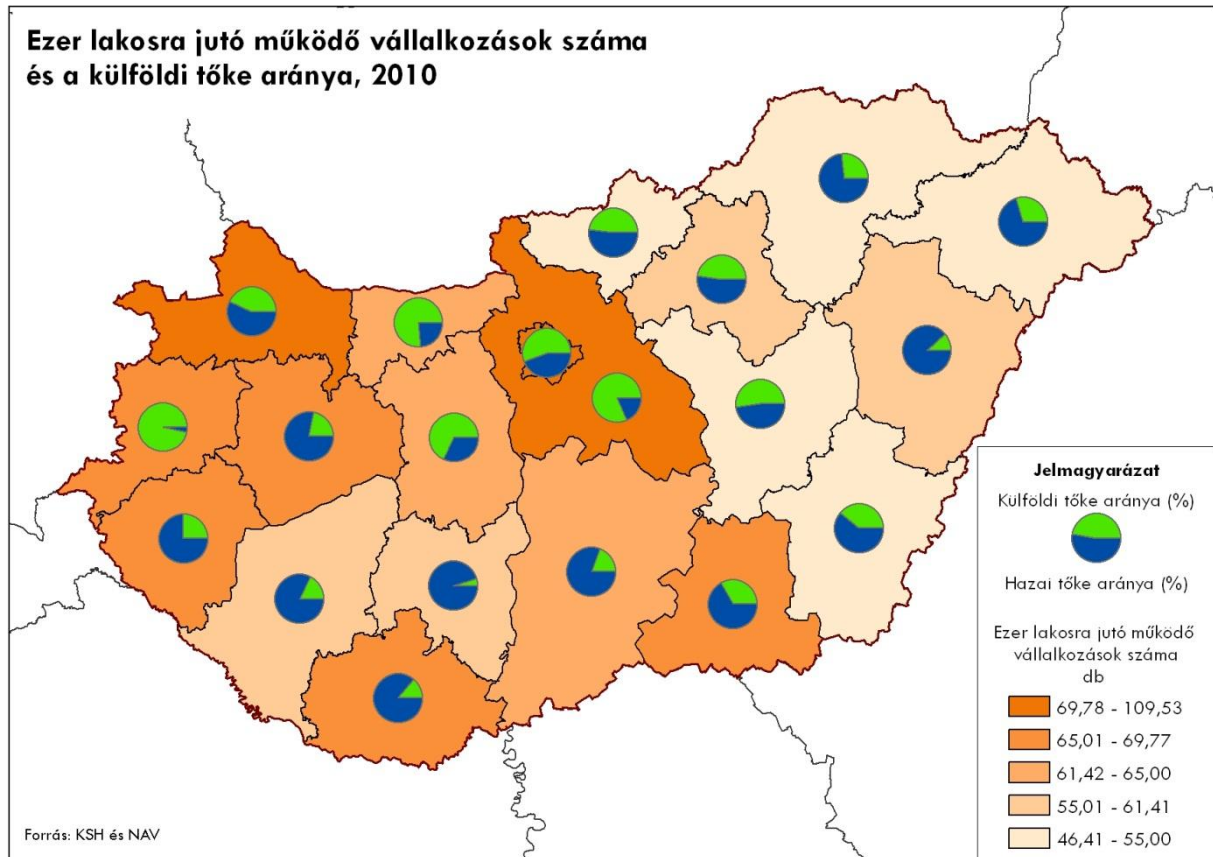 Ezer lakosra jutó működő vállalkozások száma
és a külföldi tőke aránya, 2010
Jelmagyarázat
Külföldi tőke aránya (%)
Hazai tőke aránya (%)
Ezer lakosra jutó működő
vállalkozások száma
db
69,78 - 109,53
65,01 - 69,77
61,42 - 65,00
55,01 - 61,41
46,41 - 55,00
Forrás: KSH és NAV